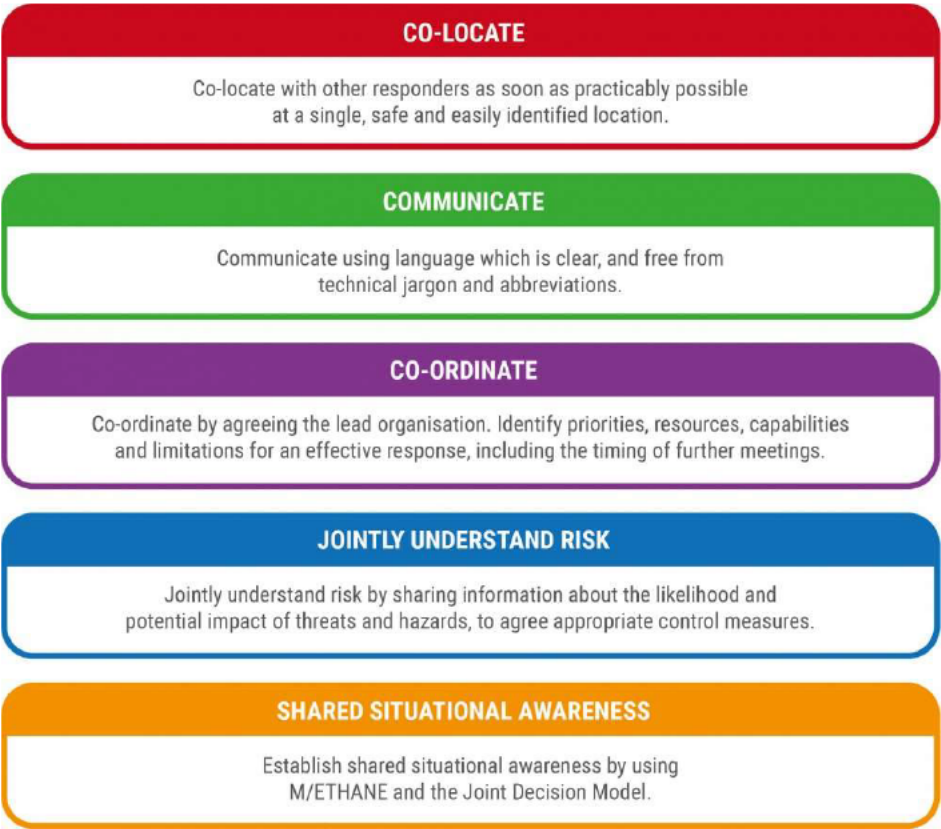 CO-LOCATE
Co-locate with other responders as soon as practicably possible
at a single, safe and easily identified location.
COMMUNICATE
Communicate using language which is clear, and free from
technical jargon and abbreviations.
CO-ORDINATE
Co-ordinate by agreeing the lead organisation. Identify priorities, resources, capabilities
and limitations for an effective response, including the timing of further meetings.
JOINTLY UNDERSTAND RISK
Jointly understand risk by sharing information about the likelihood and
potential impact of threats and hazards, to agree appropriate control measures.
SHARED SITUATIONAL AWARENESS
Establish shared situational awareness by using
M/ETHANE and the Joint Decision Model.